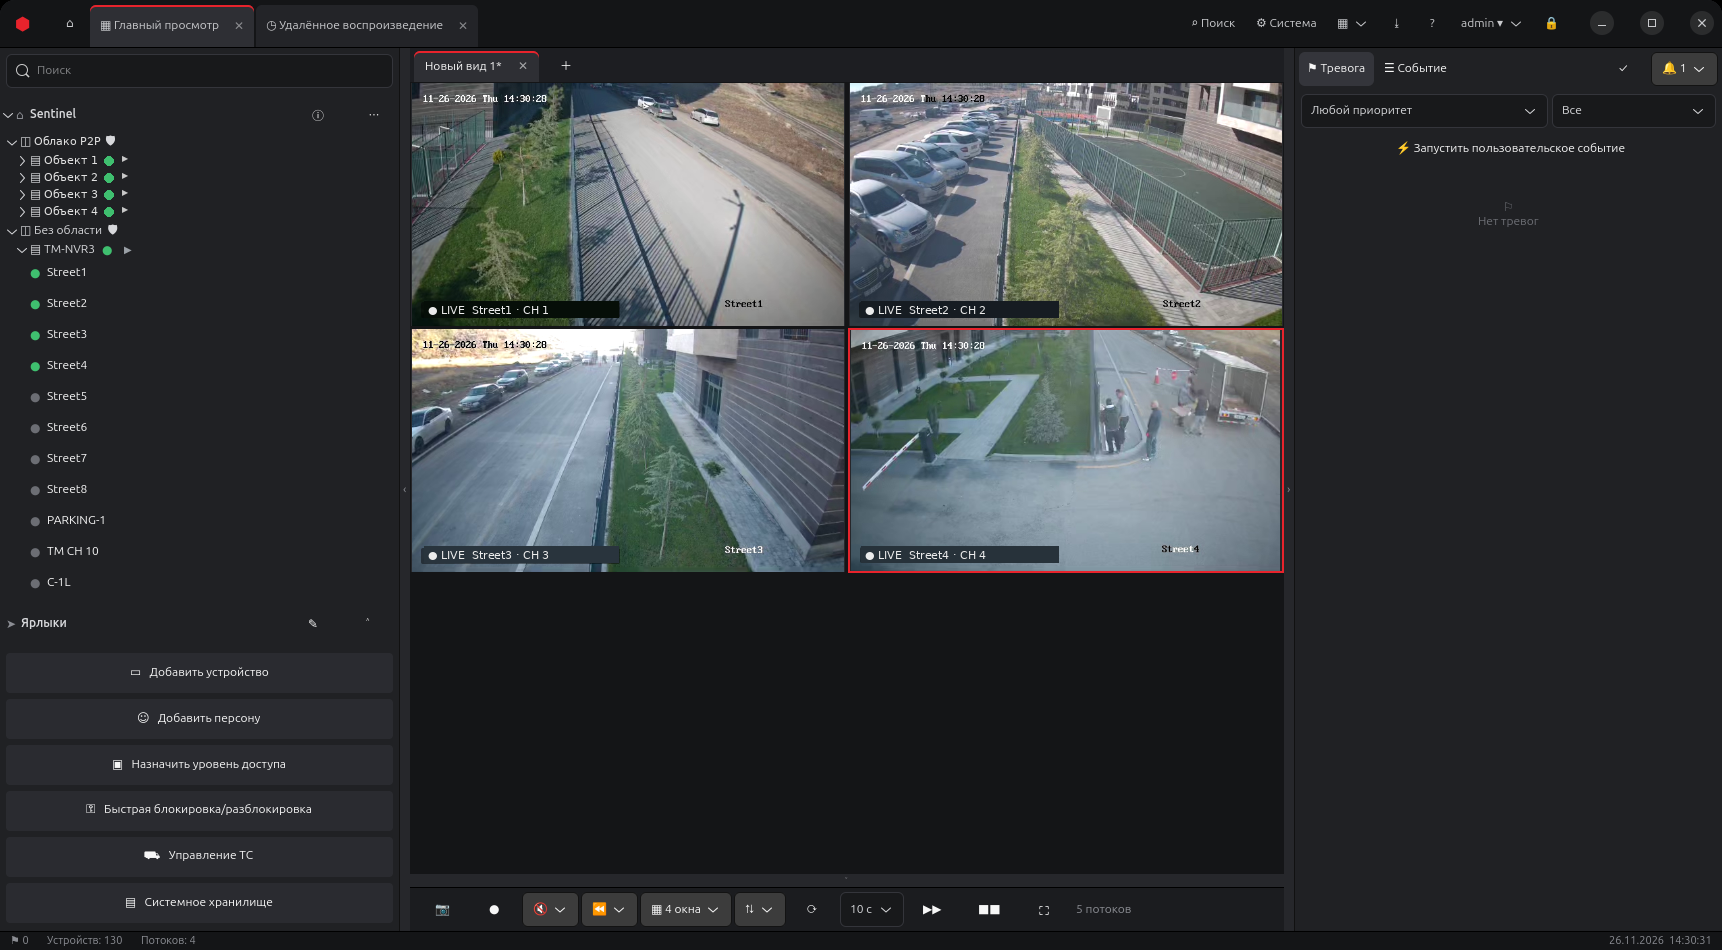 Главный просмотр
Удалённое воспроизведение
Поиск
Система
?
admin
Поиск
Sentinel
Облако P2P
Объект 1
Объект 2
Объект 3
Объект 4
Без области
TM-NVR3
Street1
Street2
Street3
Street4
Street5
Street6
Street7
Street8
PARKING-1
TM CH 10
C-1L
Ярлыки
Добавить устройство
Добавить персону
Назначить уровень доступа
Быстрая блокировка/разблокировка
Управление ТС
Системное хранилище
Новый вид 1*
11-26-2026 Thu 14:30:28
Street1
LIVE Street1 · CH 1
11-26-2026 Thu 14:30:28
Street2
LIVE Street2 · CH 2
11-26-2026 Thu 14:30:28
Street3
LIVE Street3 · CH 3
11-26-2026 Thu 14:30:28
Street4
LIVE Street4 · CH 4
4 окна
10 с
5 потоков
Тревога
Событие
1
Любой приоритет
Все
Запустить пользовательское событие
Нет тревог
0
Устройств: 130
Потоков: 4
26.11.2026 14:30:31